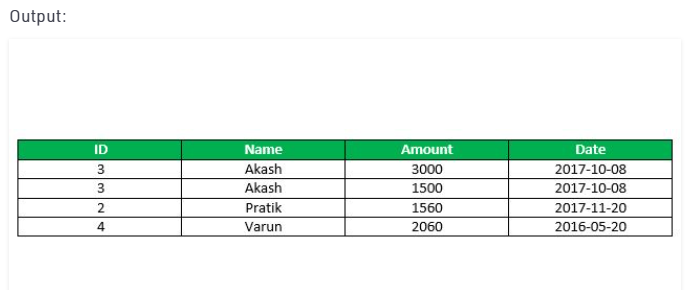 Output:
ID Name Amount Date
3 Akash 3000 2017-10-08
3 Akash 1500 2017-10-08
2 Pratik 1560 2017-11-20
4 Varun 2060 2016-05-20